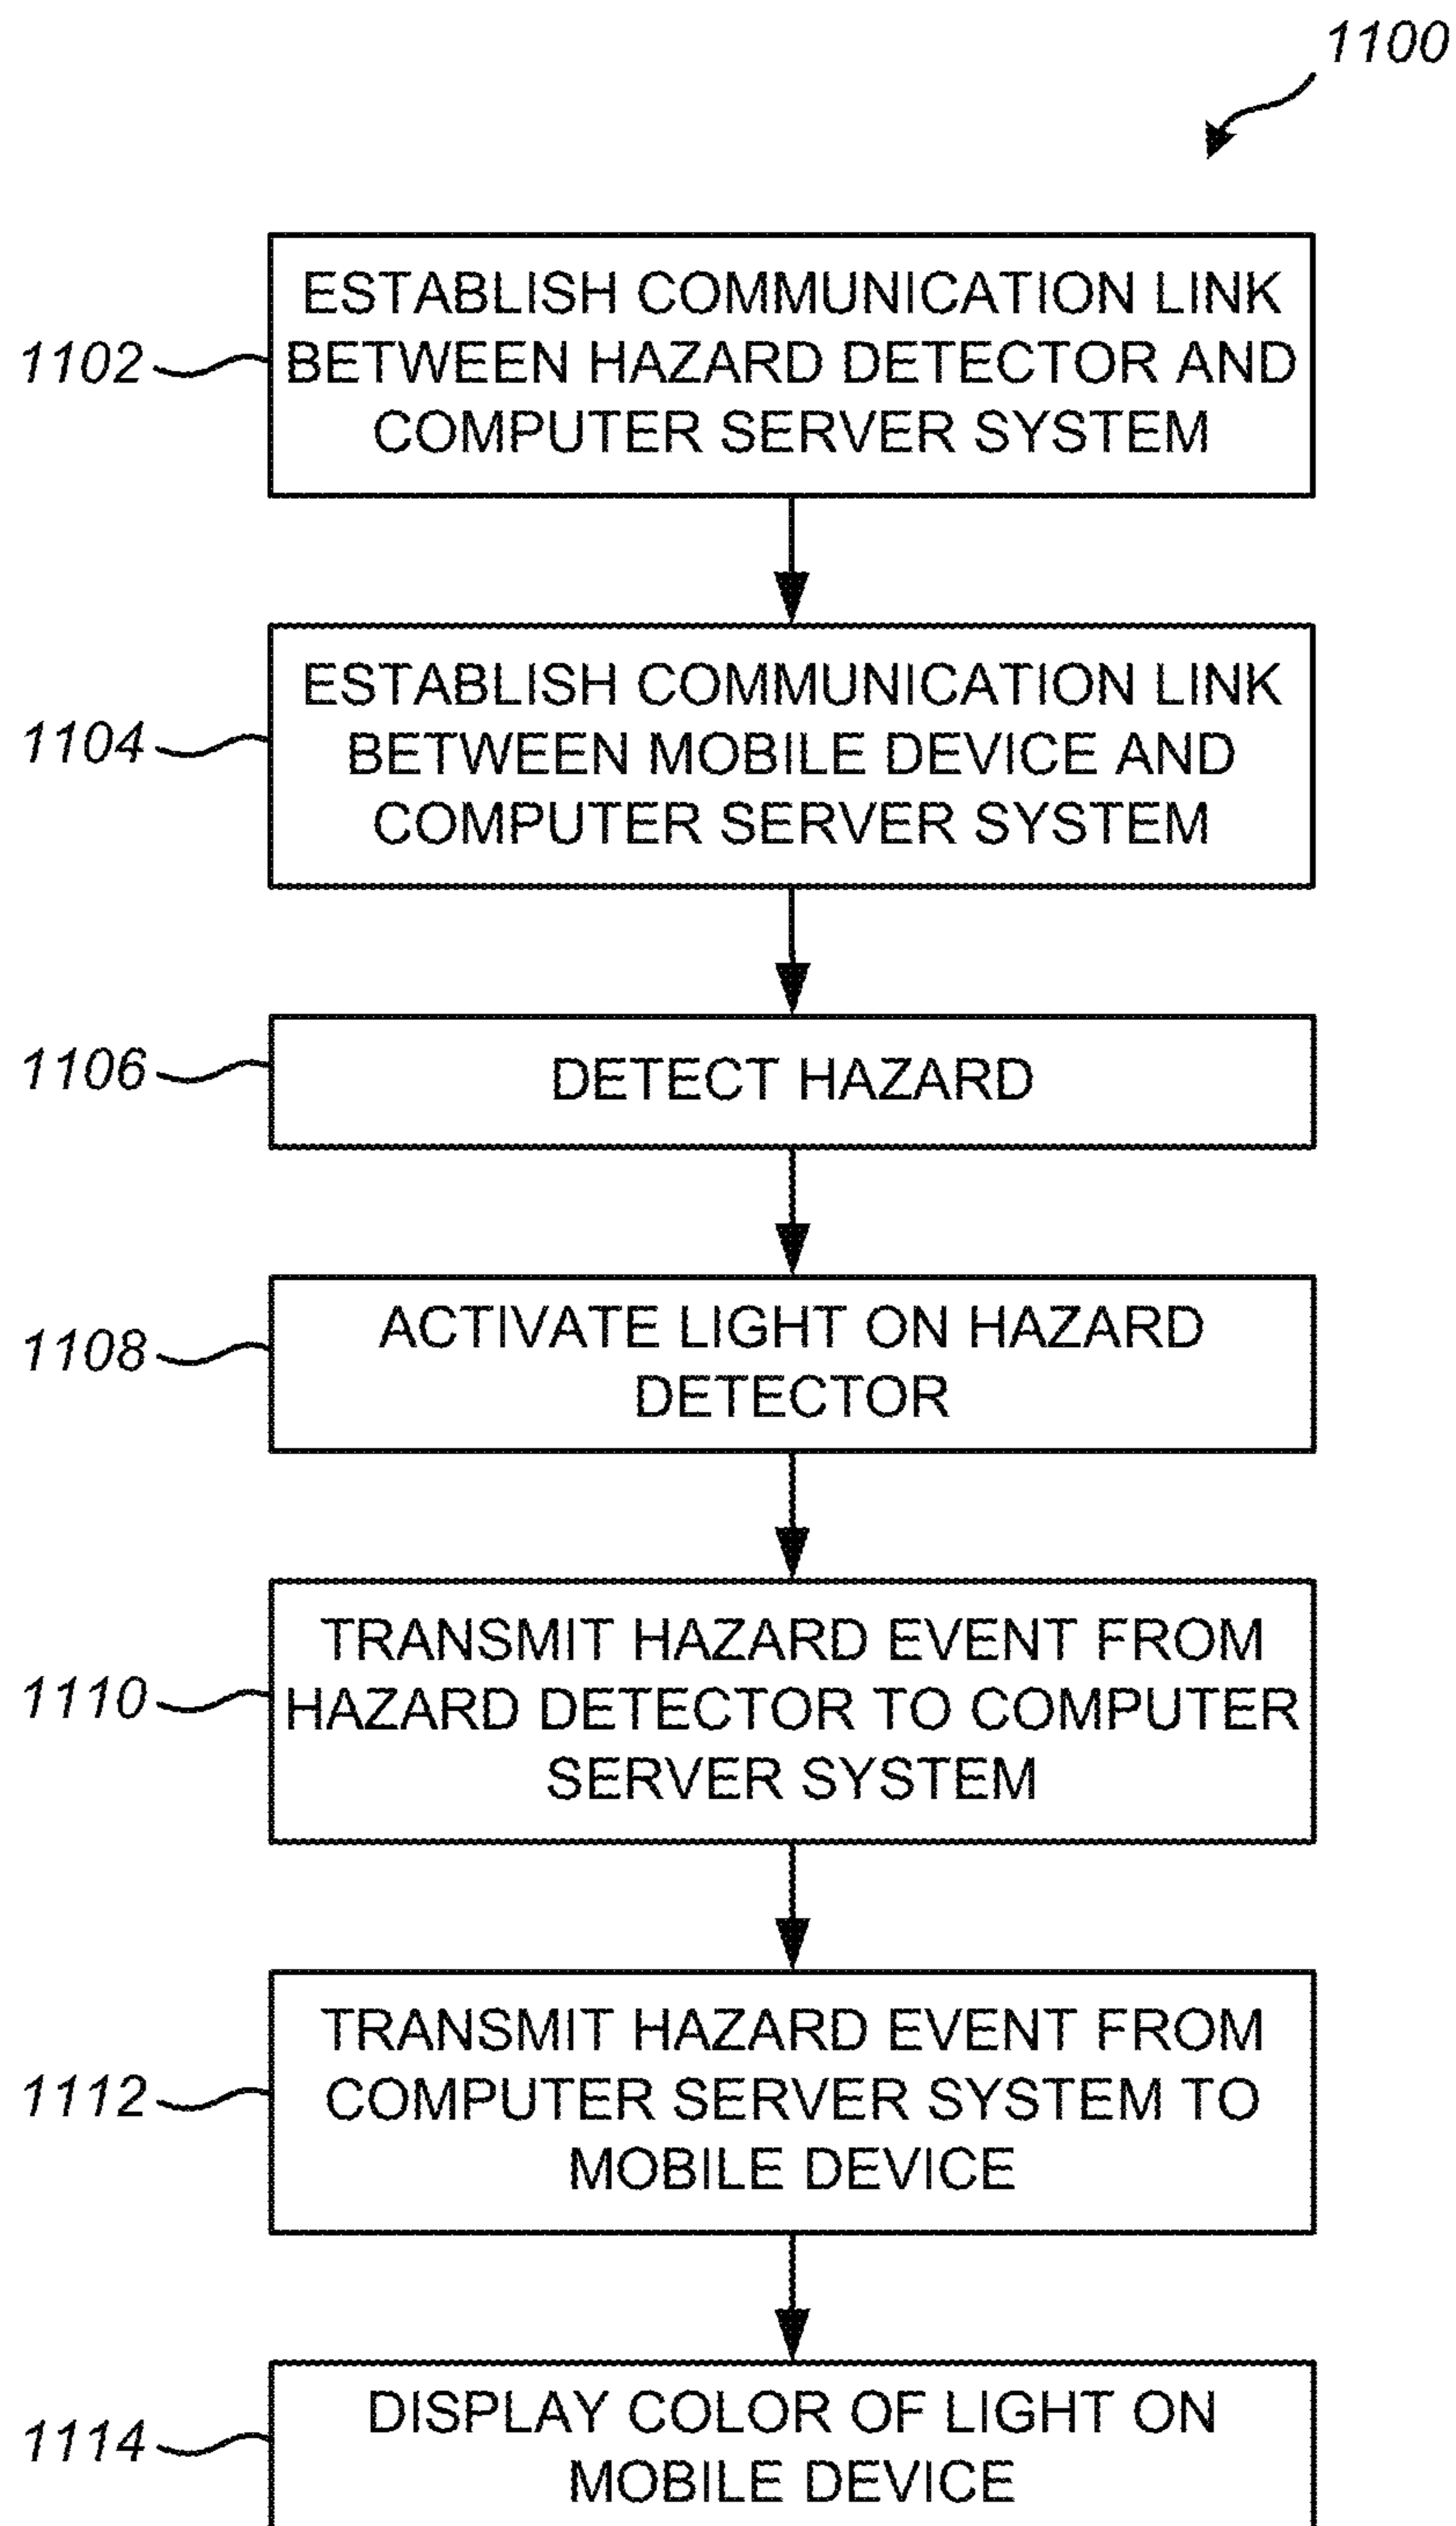 1100
ESTABLISH COMMUNICATION LINK
1102 BETWEEN HAZARD DETECTOR AND
COMPUTER SERVER SYSTEM
ESTABLISH COMMUNICATION LINK
1104 BETWEEN MOBILE DEVICE AND
COMPUTER SERVER SYSTEM
1106 DETECT HAZARD
ACTIVATE LIGHT ON HAZARD
1108
DETECTOR
TRANSMIT HAZARD EVENT FROM
1110 HAZARD DETECTOR TO COMPUTER
SERVER SYSTEM
TRANSMIT HAZARD EVENT FROM
1112 COMPUTER SERVER SYSTEM TO
MOBILE DEVICE
DISPLAY COLOR OF LIGHT ON
1114
MOBILE DEVICE